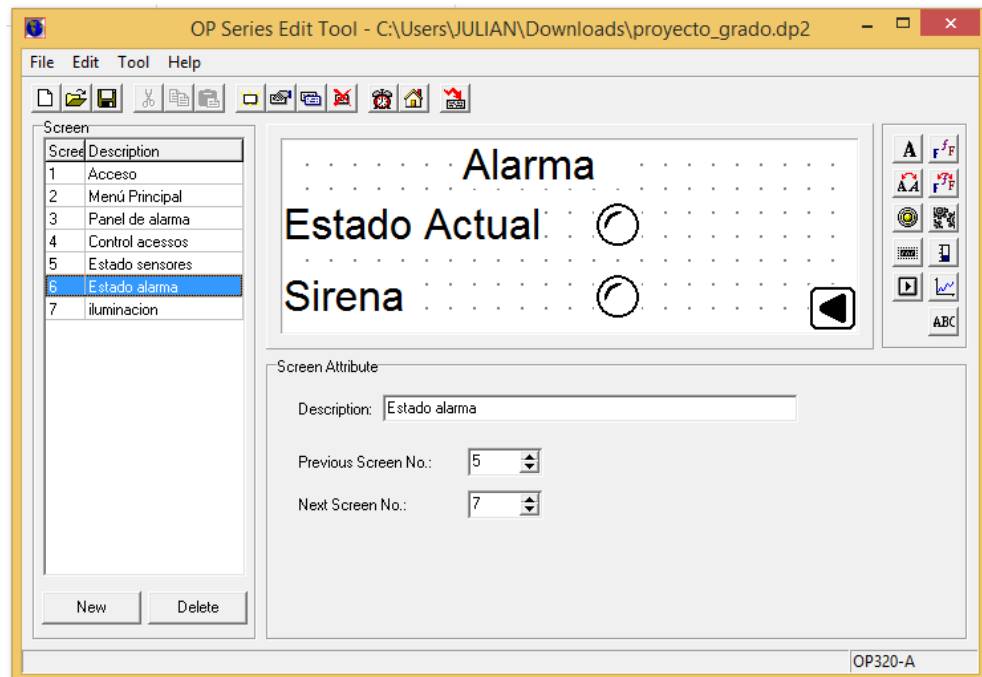 OP Series Edit Tool - C:\Users\JULIAN\Downloads\proyecto_grado.dp2
File Edit Tool Help
Screen
Scree Description
1 Acceso
2 Menú Principal
3 Panel de alarma
4 Control acessos
5 Estado sensores
6 Estado alarma
7 iluminacion
New Delete
Alarma
Estado Actual
Sirena
A F f F
A A F F
ABC
Screen Attribute
Description: Estado alarma
Previous Screen No.: 5
Next Screen No.: 7
OP320-A